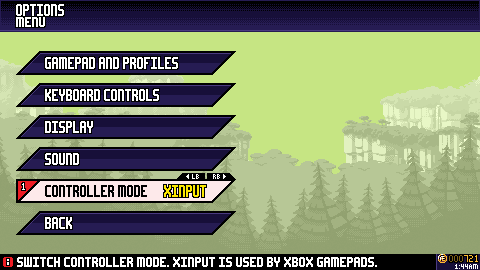 OPTIONS
MENU
GAMEPAD AND PROFILES
KEYBOARD CONTROLS
DISPLAY
SOUND
LB RB
1 CONTROLLER MODE XINPUT
BACK
SWITCH CONTROLLER MODE. XINPUT IS USED BY XBOX GAMEPADS.
000721
1:44AM